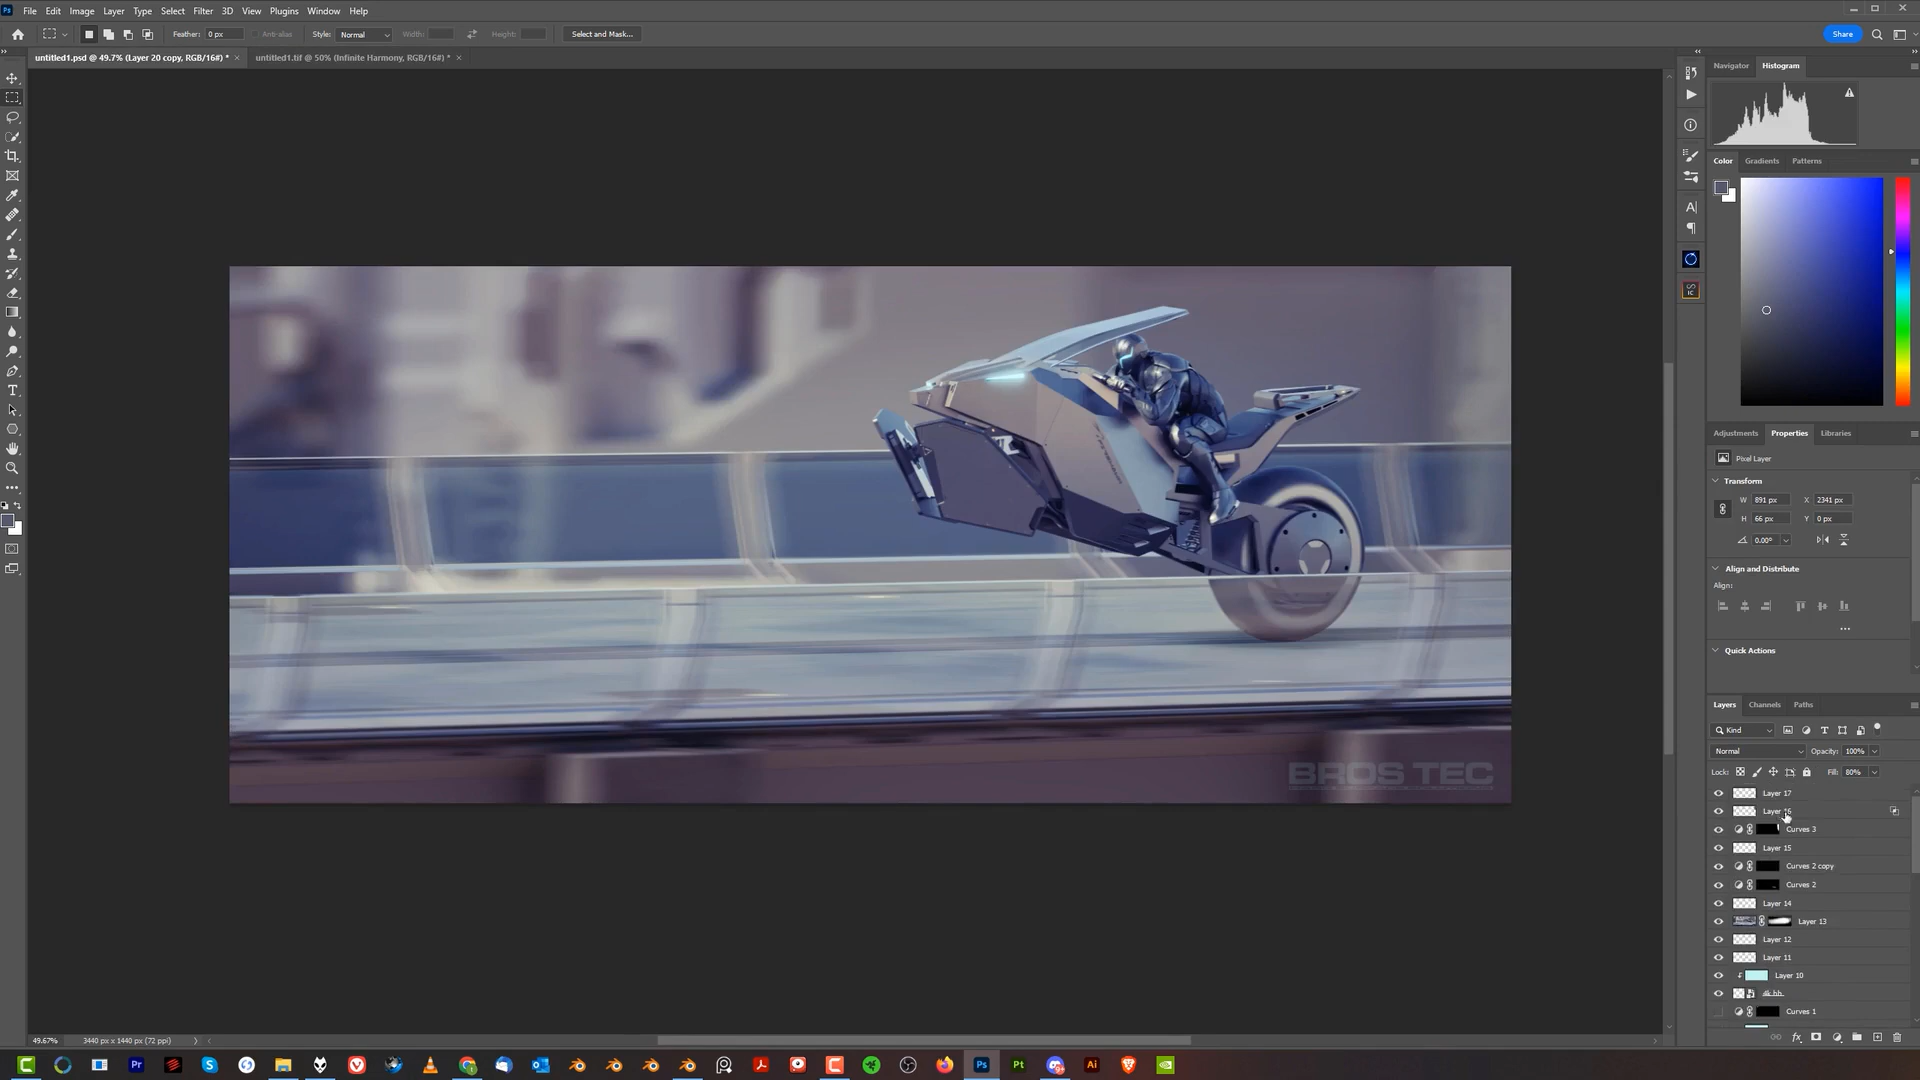 File Edit Image Layer Type Select Filter 3D View Plugins Window Help
Feather: 0 px Anti-alias Style: Normal Width: Height: Select and Mask... Share
untitled1.psd @ 49.7% (Layer 20 copy, RGB/16#) * × untitled1.tif @ 50% (Infinite Harmony, RGB/16#) * ×
Navigator Histogram
Color Gradients Patterns
Adjustments Properties Libraries
Pixel Layer
Transform
W 891 px X 2341 px
H 66 px Y 0 px
0.00°
Align and Distribute
Align:
Quick Actions
Layers Channels Paths
Kind
Normal Opacity: 100%
Lock: Fill: 80%
Layer 17
Layer 16
Curves 3
Layer 15
Curves 2 copy
Curves 2
Layer 14
Layer 13
Layer 12
Layer 11
Layer 10
Curves 1
BROS TEC
49.67% 3440 px x 1440 px (72 ppi)